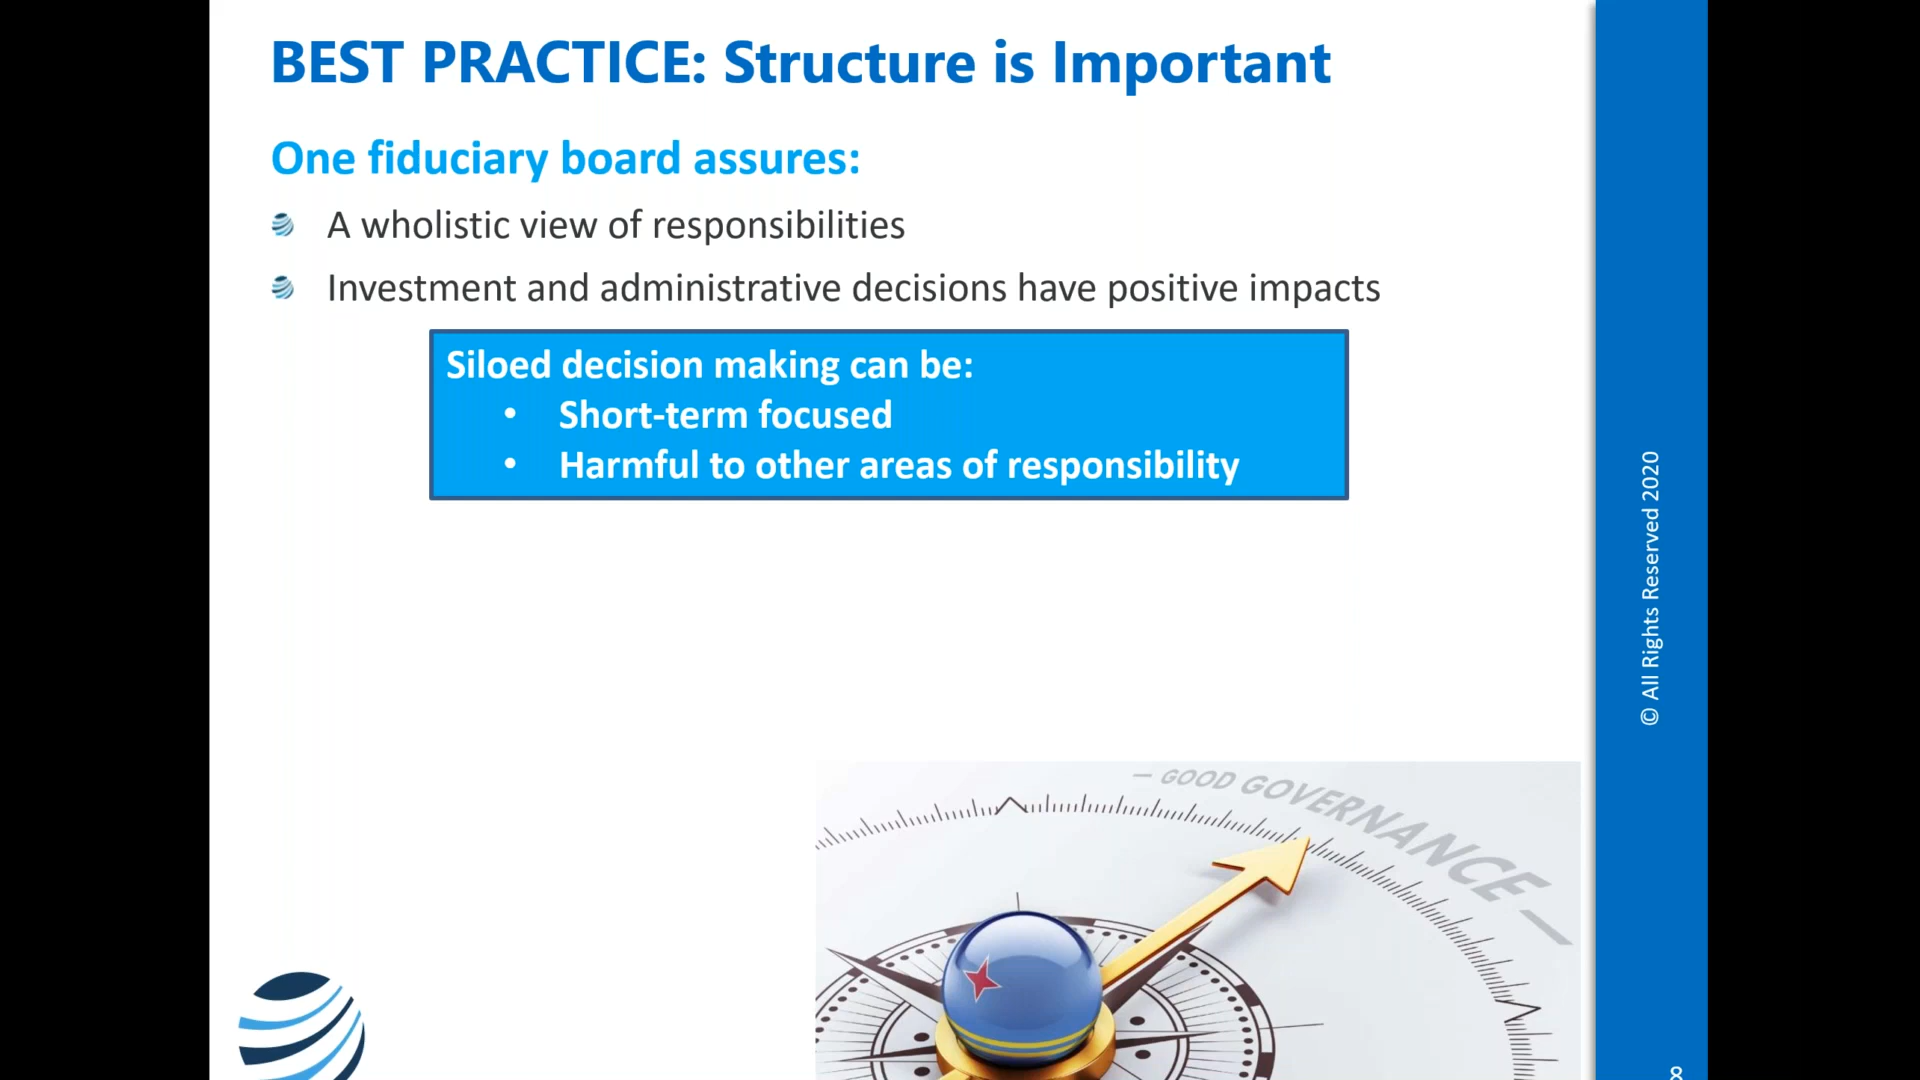 BEST PRACTICE: Structure is Important
One fiduciary board assures:
A wholistic view of responsibilities
Investment and administrative decisions have positive impacts
Siloed decision making can be:
• Short-term focused
• Harmful to other areas of responsibility
© All Rights Reserved 2020
— GOOD GOVERNANCE —
8